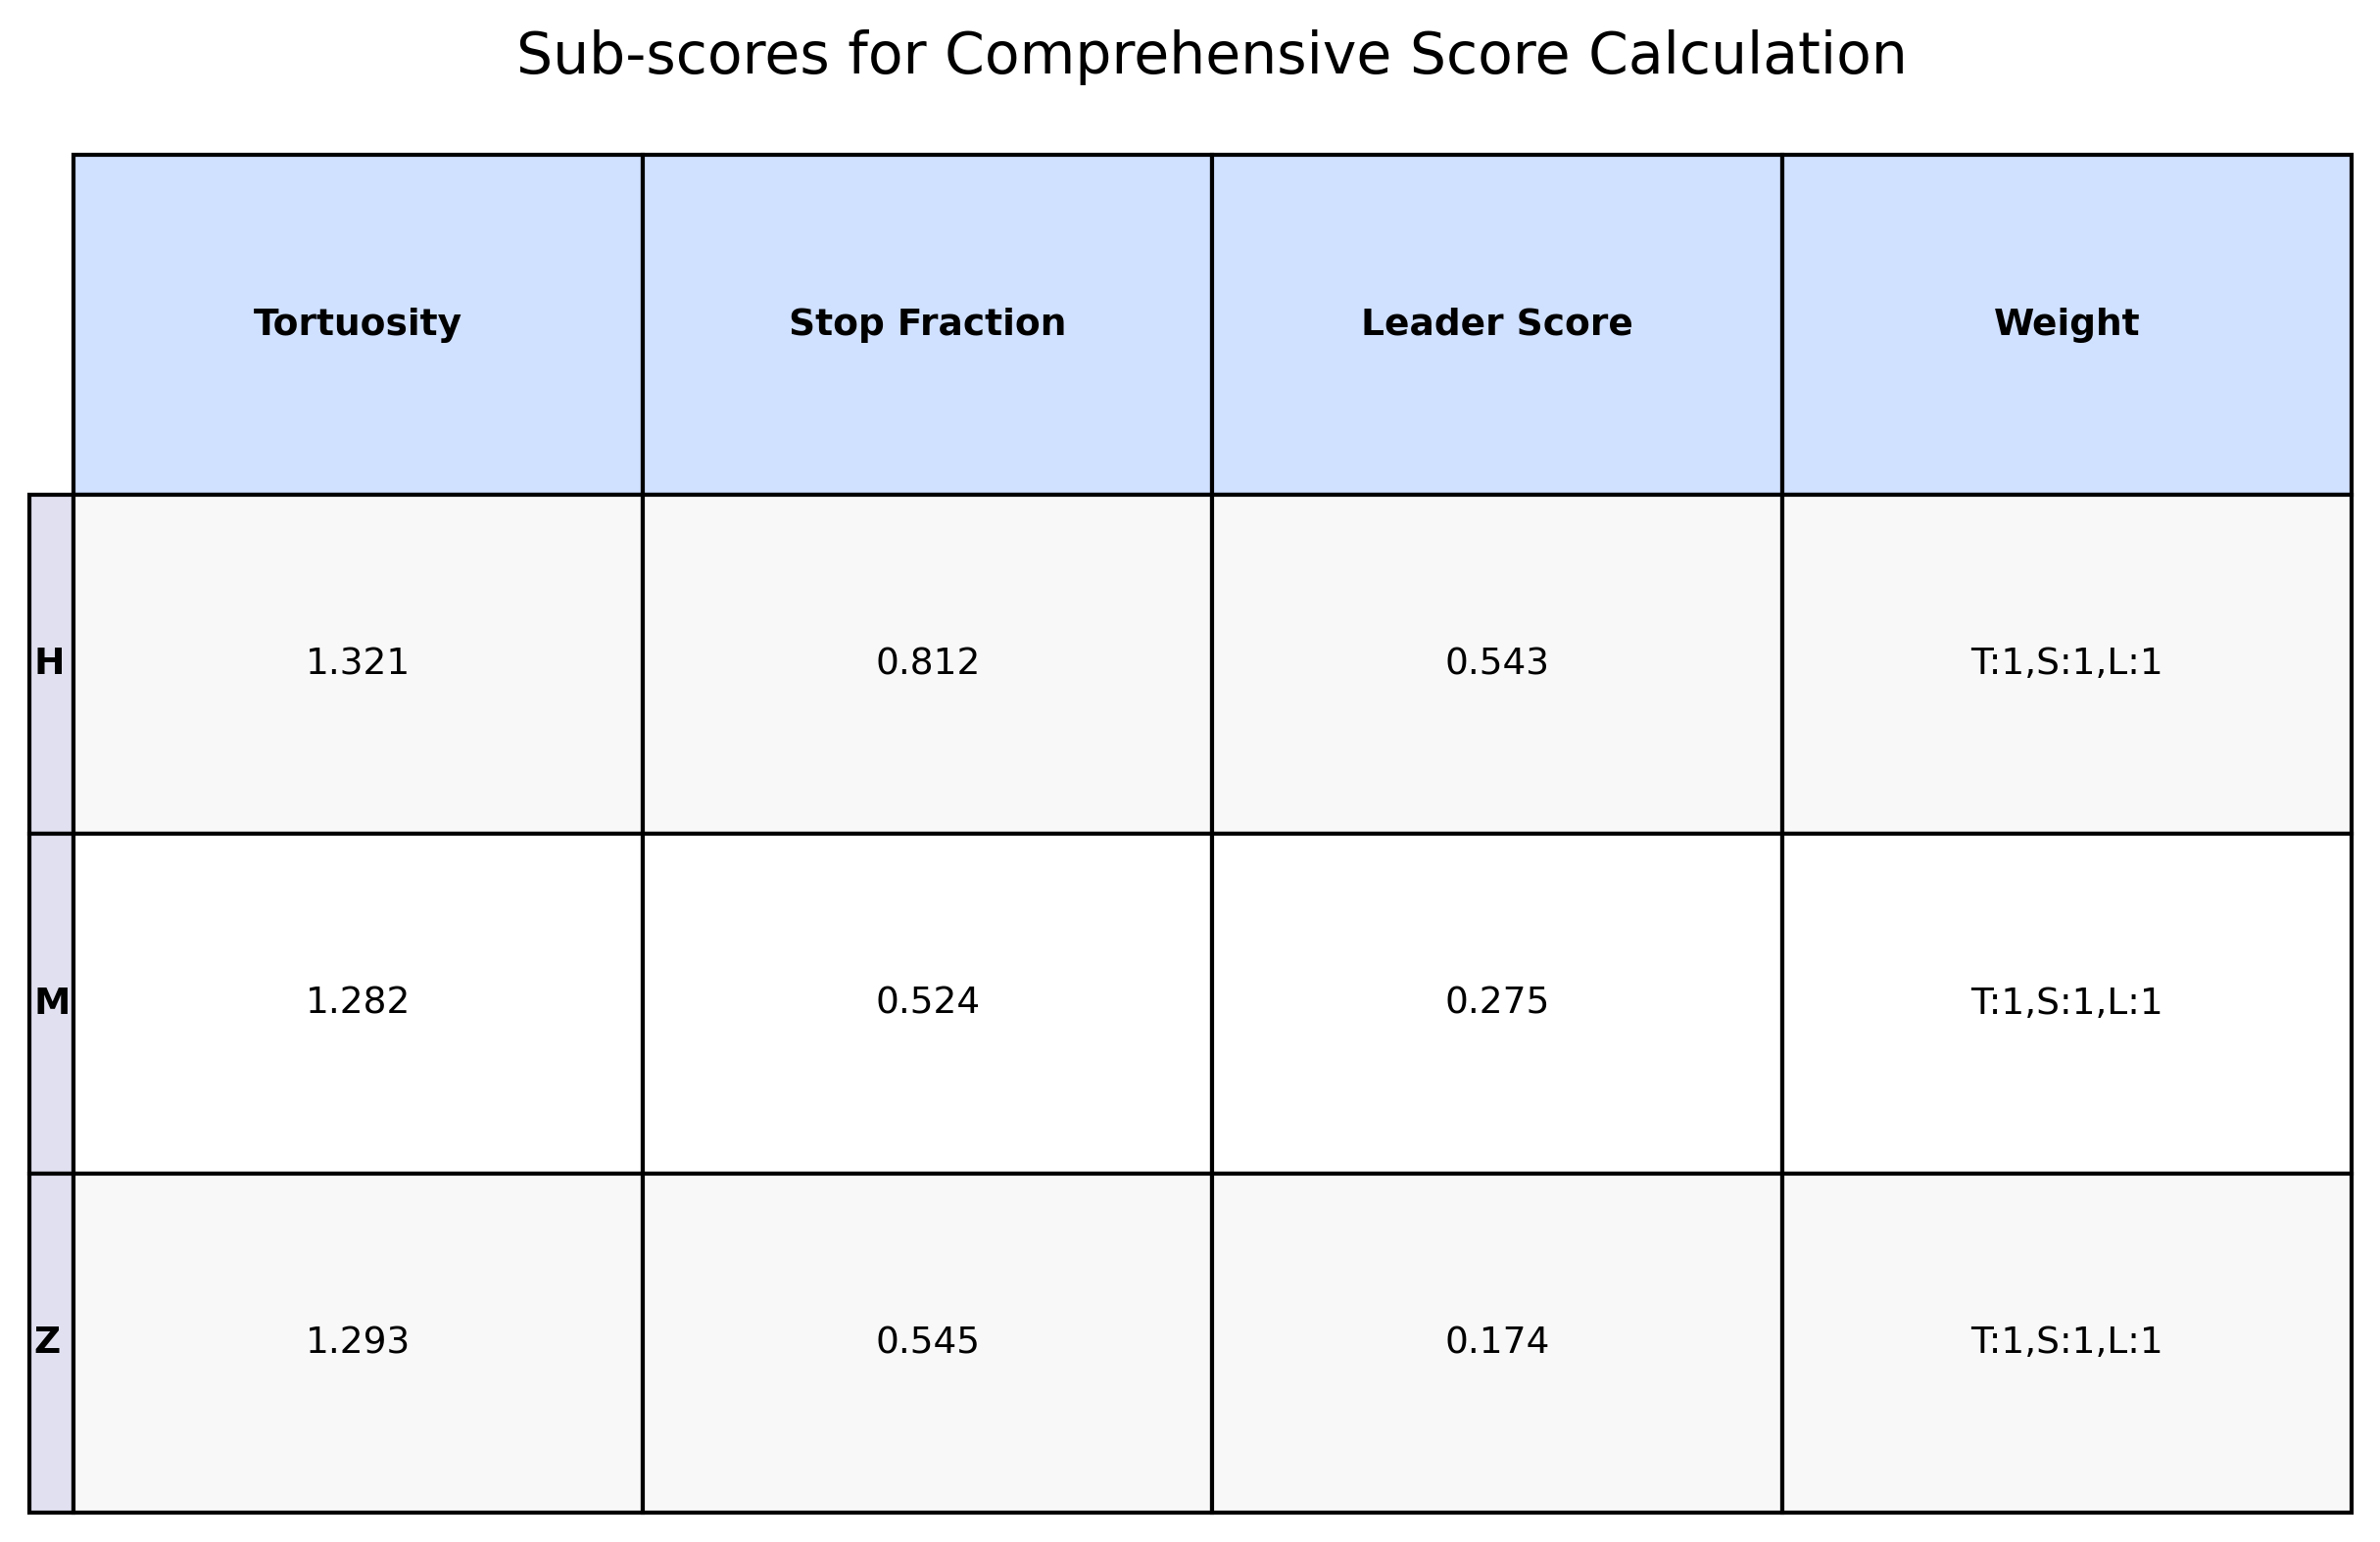 Sub-scores for Comprehensive Score Calculation
Tortuosity Stop Fraction Leader Score Weight
H 1.321 0.812 0.543 T:1,S:1,L:1
M 1.282 0.524 0.275 T:1,S:1,L:1
Z 1.293 0.545 0.174 T:1,S:1,L:1